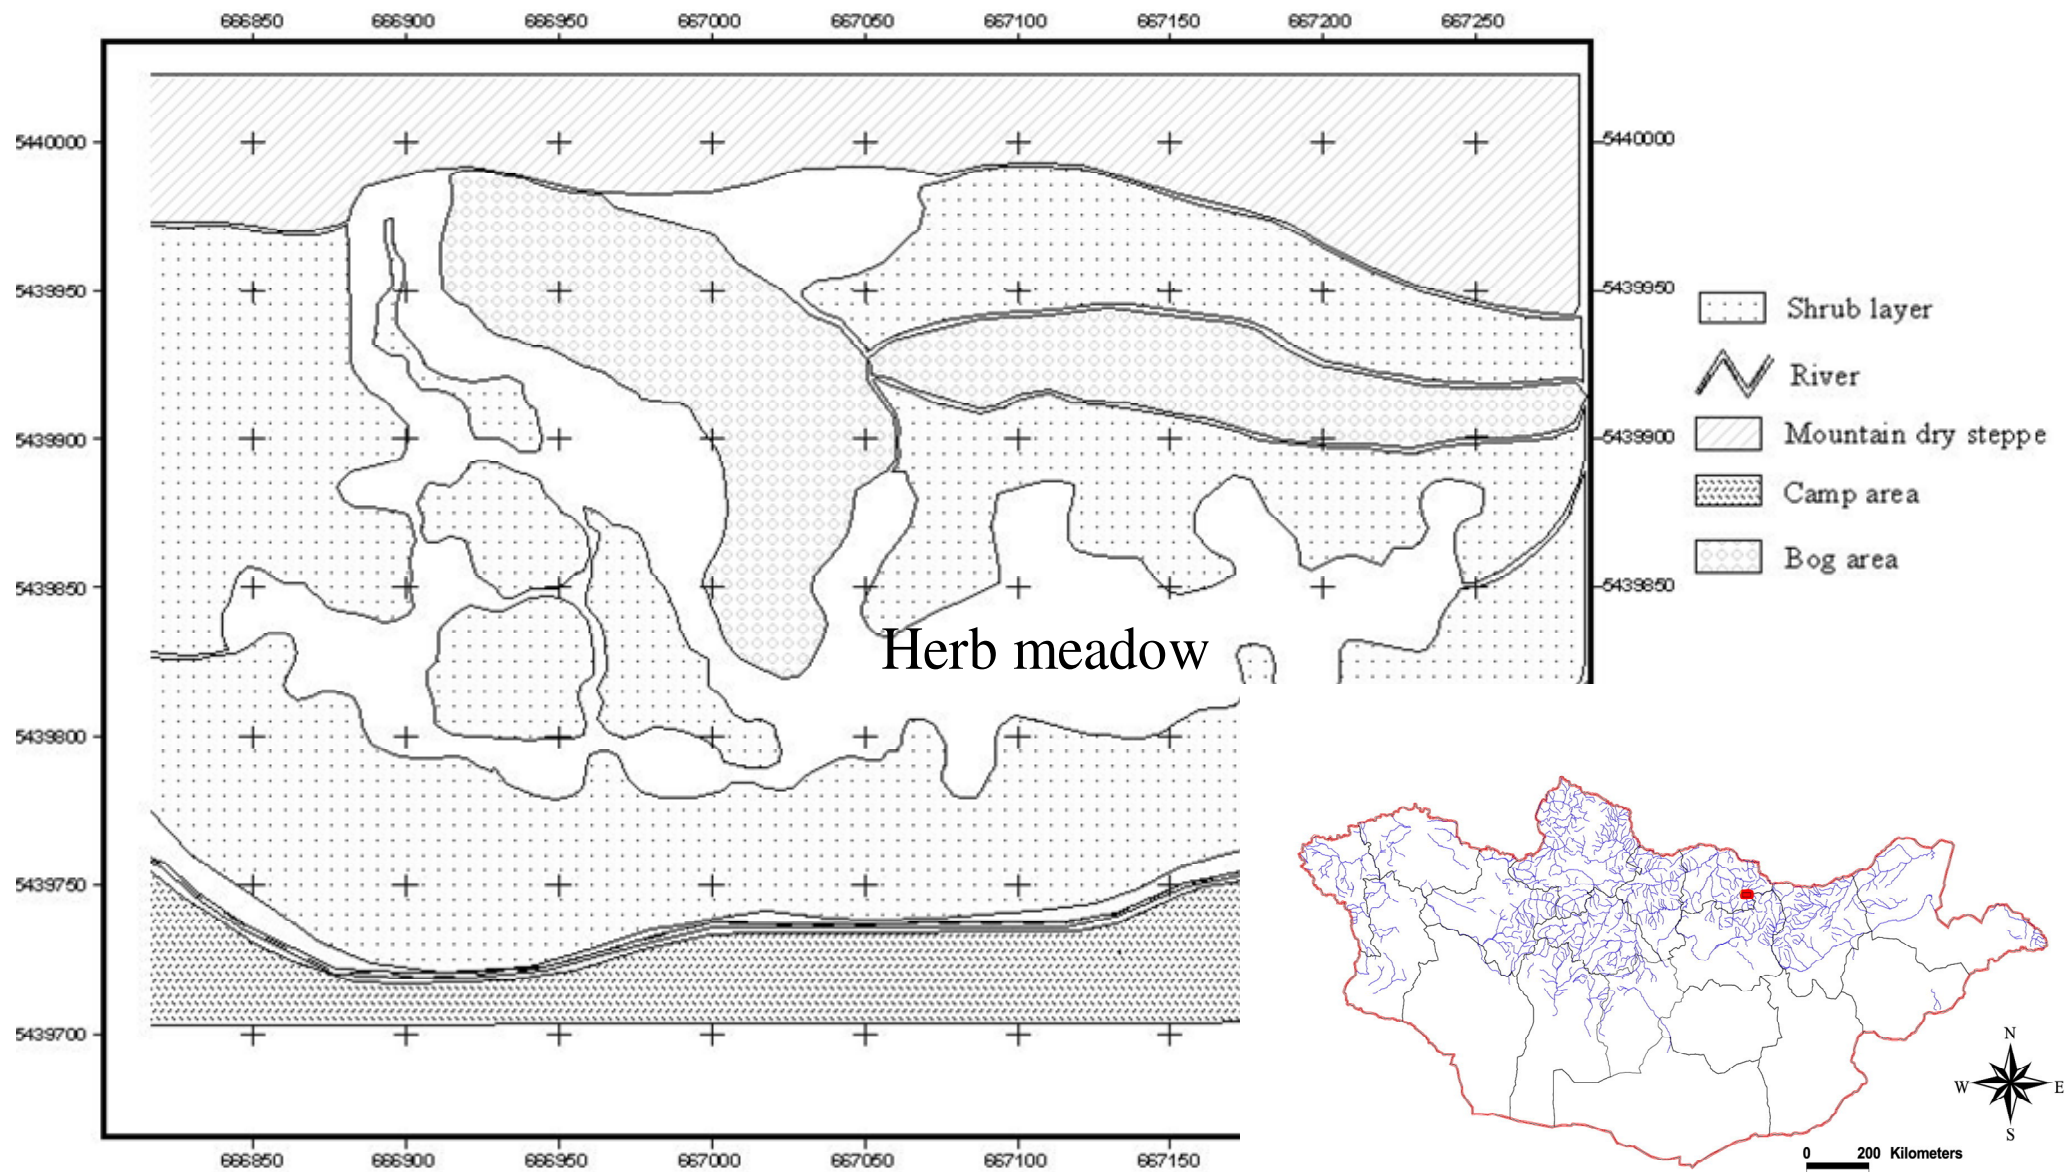 666850 666900 666950 667000 667050 667100 667150 667200 667250
5440000 5440000
5439950 5439950
Shrub layer
River
5439900 5439900
Mountain dry steppe
Camp area
Bog area
5439850 5439850
Herb meadow
5439800
5439750
5439700
N
W E
S
0 200 Kilometers
666850 666900 666950 667000 667050 667100 667150